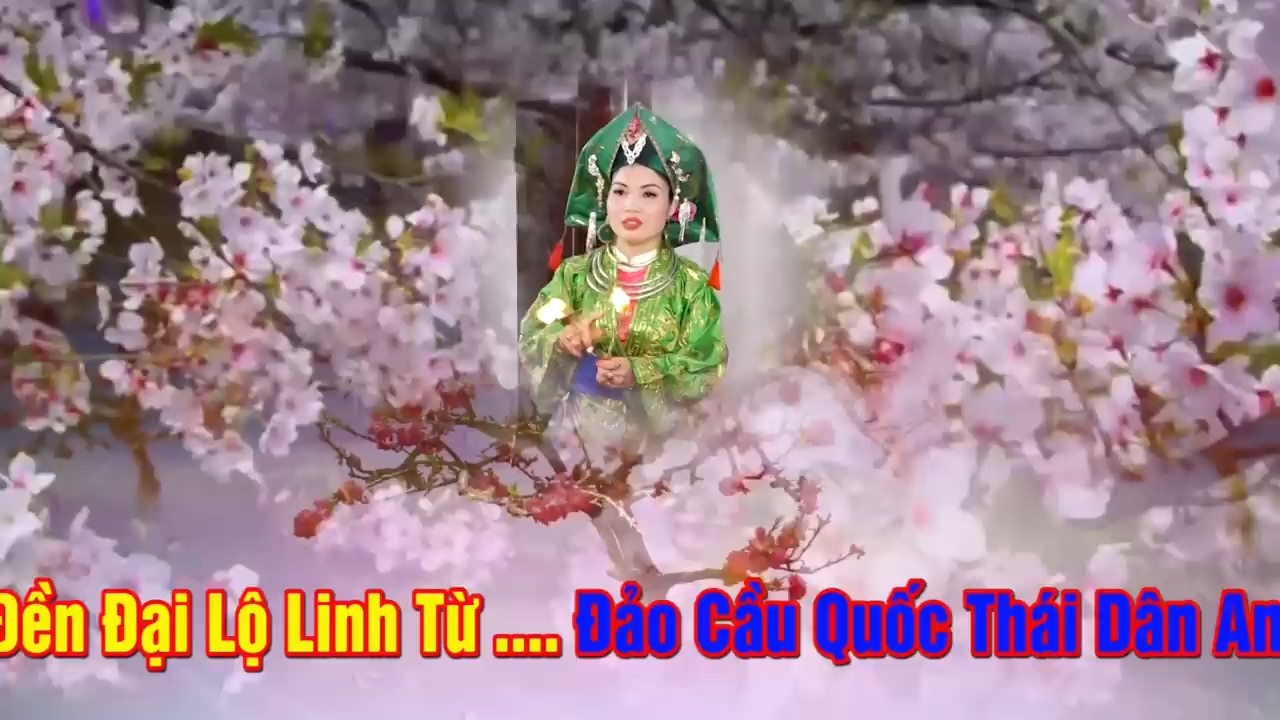 Đền Đại Lộ Linh Từ .... Đảo Cầu Quốc Thái Dân An